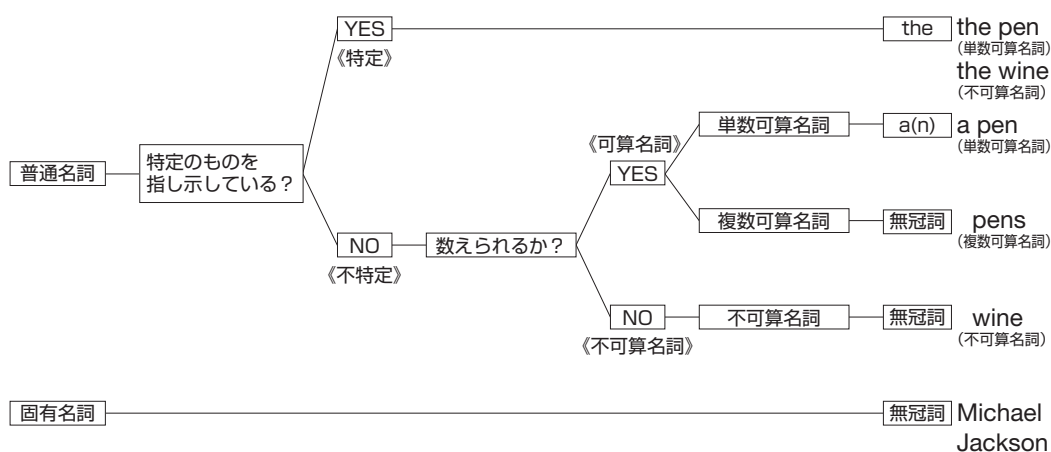 YES
《特定》
the
the pen
(単数可算名詞)
the wine
(不可算名詞)
普通名詞
特定のものを
指し示している？
《可算名詞》
YES
単数可算名詞
a(n)
a pen
(単数可算名詞)
複数可算名詞
無冠詞
pens
(複数可算名詞)
NO
《不特定》
数えられるか？
NO
《不可算名詞》
不可算名詞
無冠詞
wine
(不可算名詞)
固有名詞
無冠詞
Michael
Jackson